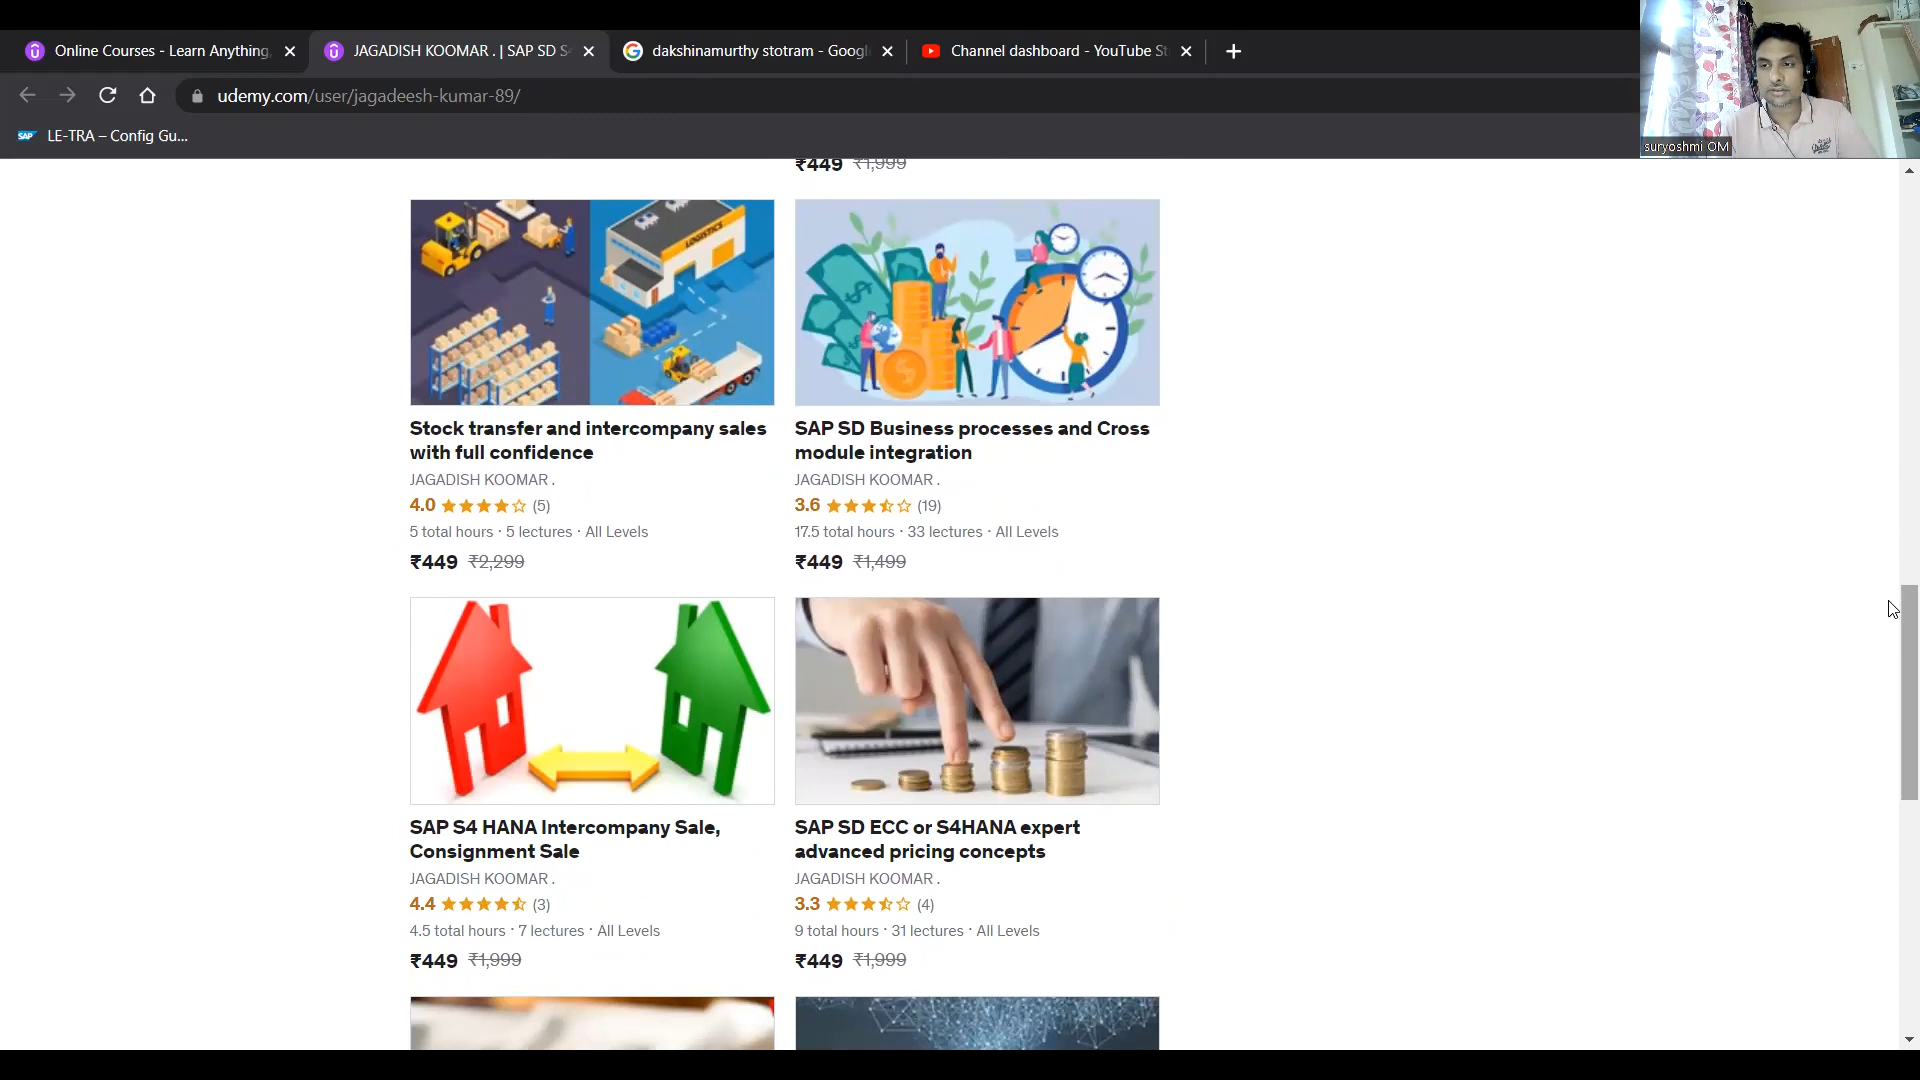 Online Courses - Learn Anything,
JAGADISH KOOMAR . | SAP SD S
dakshinamurthy stotram - Googl
Channel dashboard - YouTube St
udemy.com/user/jagadeesh-kumar-89/
SAP LE-TRA – Config Gu...
suryoshmi OM
₹449 ₹1,999
LOGISTICS
Stock transfer and intercompany sales
with full confidence
JAGADISH KOOMAR .
4.0 (5)
5 total hours · 5 lectures · All Levels
₹449 ₹2,299
SAP SD Business processes and Cross
module integration
JAGADISH KOOMAR .
3.6 (19)
17.5 total hours · 33 lectures · All Levels
₹449 ₹1,499
SAP S4 HANA Intercompany Sale,
Consignment Sale
JAGADISH KOOMAR .
4.4 (3)
4.5 total hours · 7 lectures · All Levels
₹449 ₹1,999
SAP SD ECC or S4HANA expert
advanced pricing concepts
JAGADISH KOOMAR .
3.3 (4)
9 total hours · 31 lectures · All Levels
₹449 ₹1,999